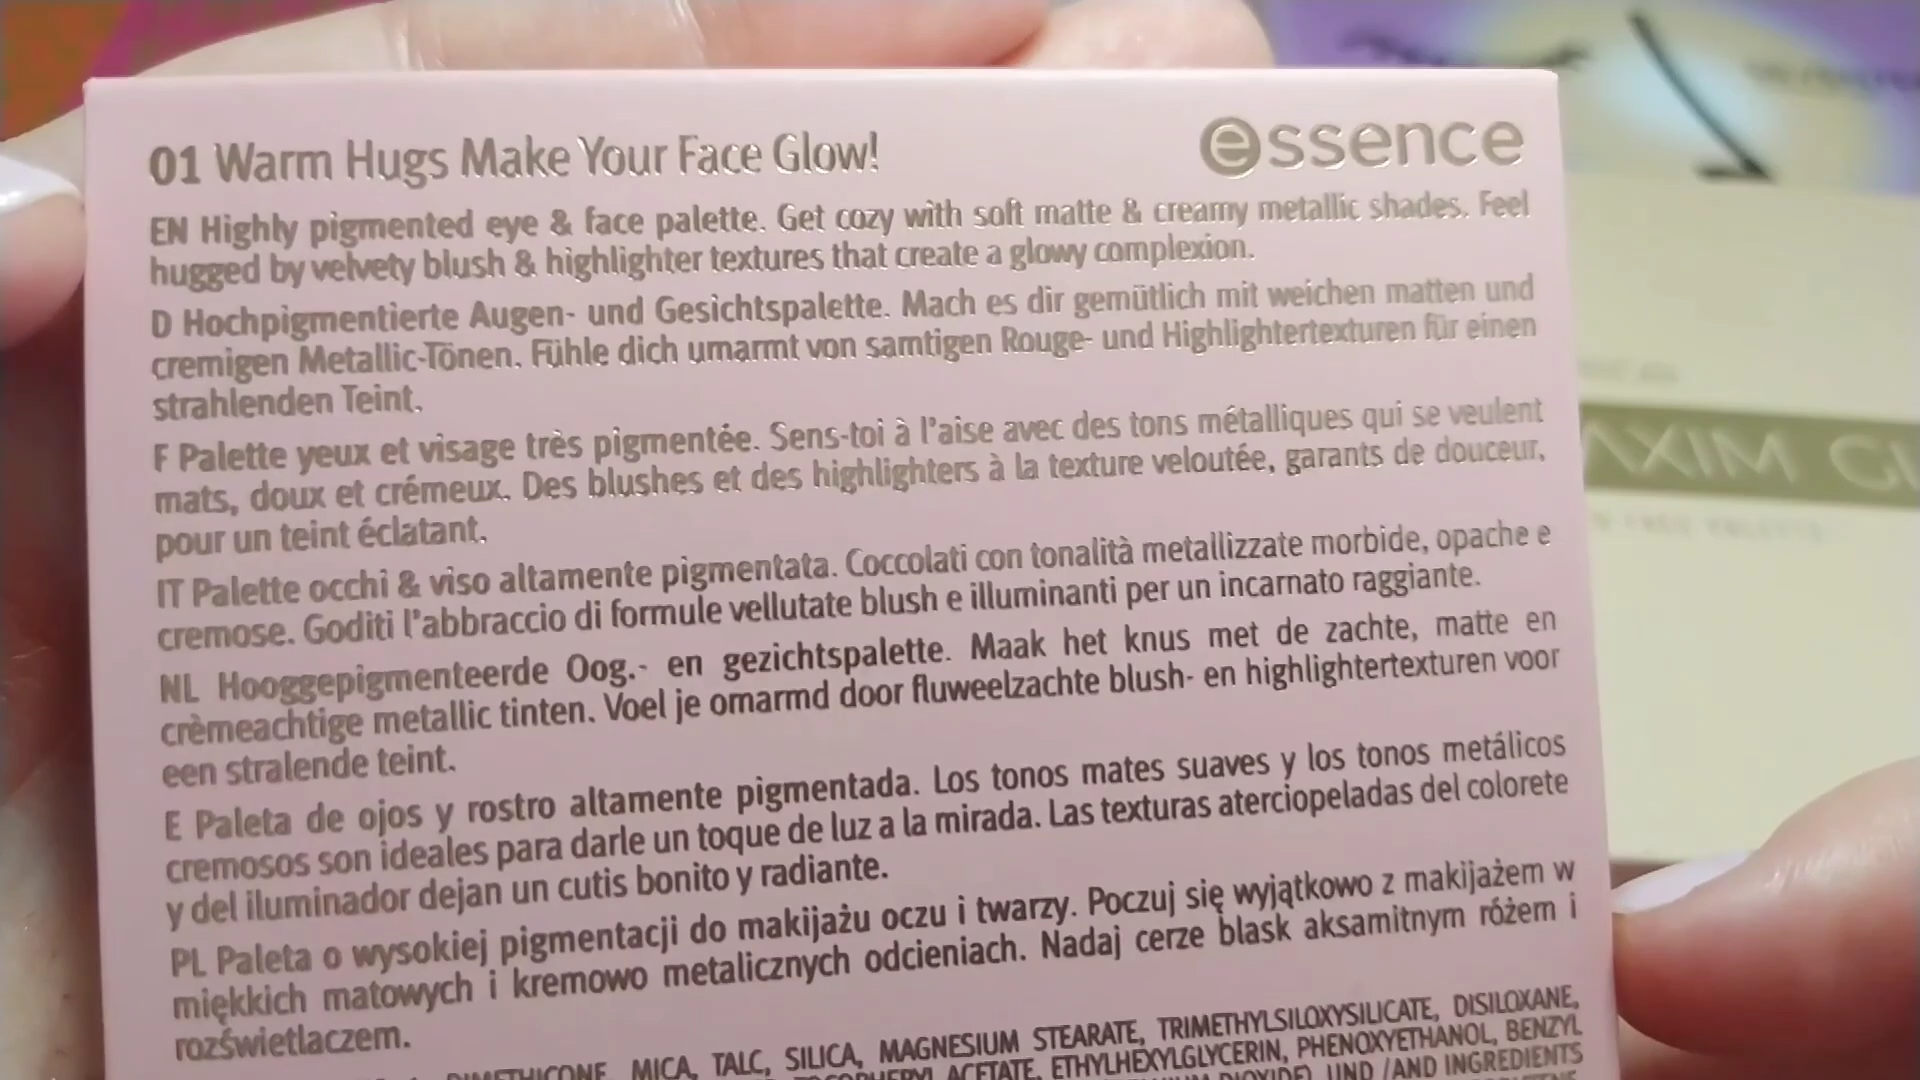 01 Warm Hugs Make Your Face Glow!
essence
EN Highly pigmented eye & face palette. Get cozy with soft matte & creamy metallic shades. Feel
hugged by velvety blush & highlighter textures that create a glowy complexion.
D Hochpigmentierte Augen- und Gesichtspalette. Mach es dir gemütlich mit weichen matten und
cremigen Metallic-Tönen. Fühle dich umarmt von samtigen Rouge- und Highlightertexturen für einen
strahlenden Teint.
F Palette yeux et visage très pigmentée. Sens-toi à l'aise avec des tons métalliques qui se veulent
mats, doux et crémeux. Des blushes et des highlighters à la texture veloutée, garants de douceur,
pour un teint éclatant.
IT Palette occhi & viso altamente pigmentata. Coccolati con tonalità metallizzate morbide, opache e
cremose. Goditi l'abbraccio di formule vellutate blush e illuminanti per un incarnato raggiante.
NL Hooggepigmenteerde Oog.- en gezichtspalette. Maak het knus met de zachte, matte en
crèmeachtige metallic tinten. Voel je omarmd door fluweelzachte blush- en highlightertexturen voor
een stralende teint.
E Paleta de ojos y rostro altamente pigmentada. Los tonos mates suaves y los tonos metálicos
cremosos son ideales para darle un toque de luz a la mirada. Las texturas aterciopeladas del colorete
y del iluminador dejan un cutis bonito y radiante.
PL Paleta o wysokiej pigmentacji do makijażu oczu i twarzy. Poczuj się wyjątkowo z makijażem w
miękkich matowych i kremowo metalicznych odcieniach. Nadaj cerze blask aksamitnym różem i
rozświetlaczem.
DIMETHICONE, MICA, TALC, SILICA, MAGNESIUM STEARATE, TRIMETHYLSILOXYSILICATE, DISILOXANE,
ACETATE, ETHYLHEXYLGLYCERIN, PHENOXYETHANOL, BENZYL
UND /AND INGREDIENTS